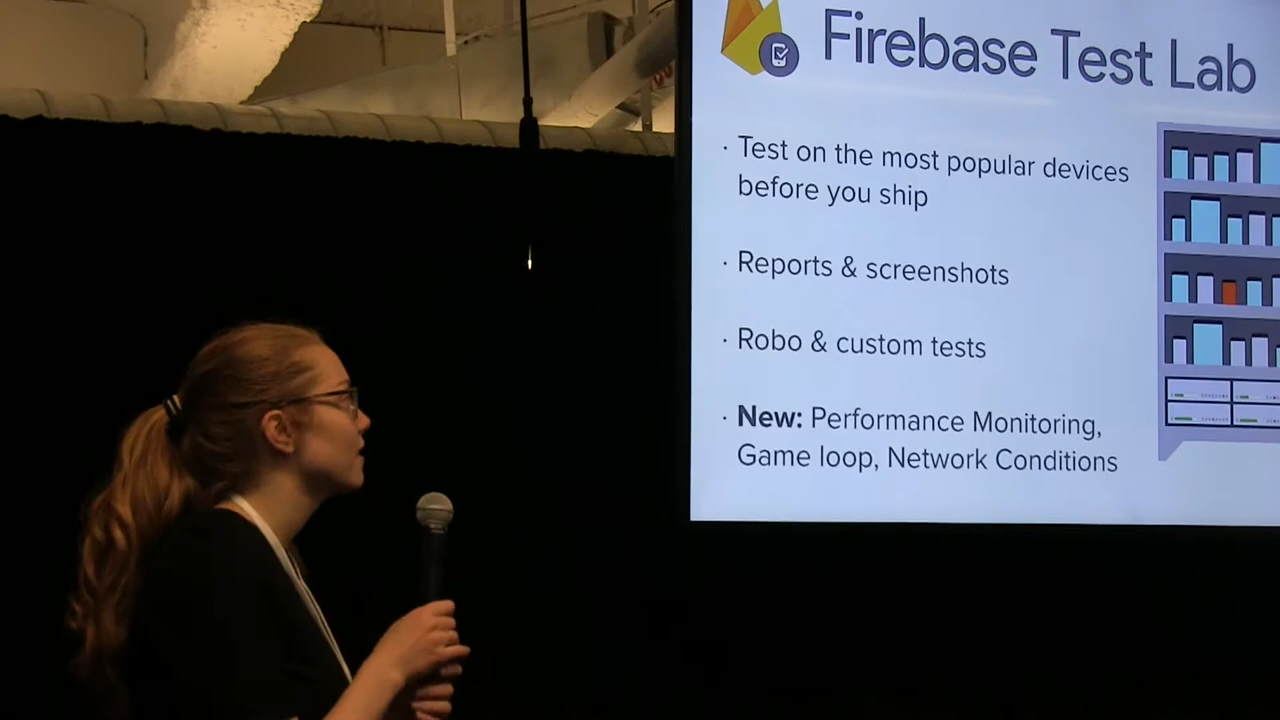 Firebase Test Lab
· Test on the most popular devices
before you ship
· Reports & screenshots
· Robo & custom tests
· New: Performance Monitoring,
Game loop, Network Conditions